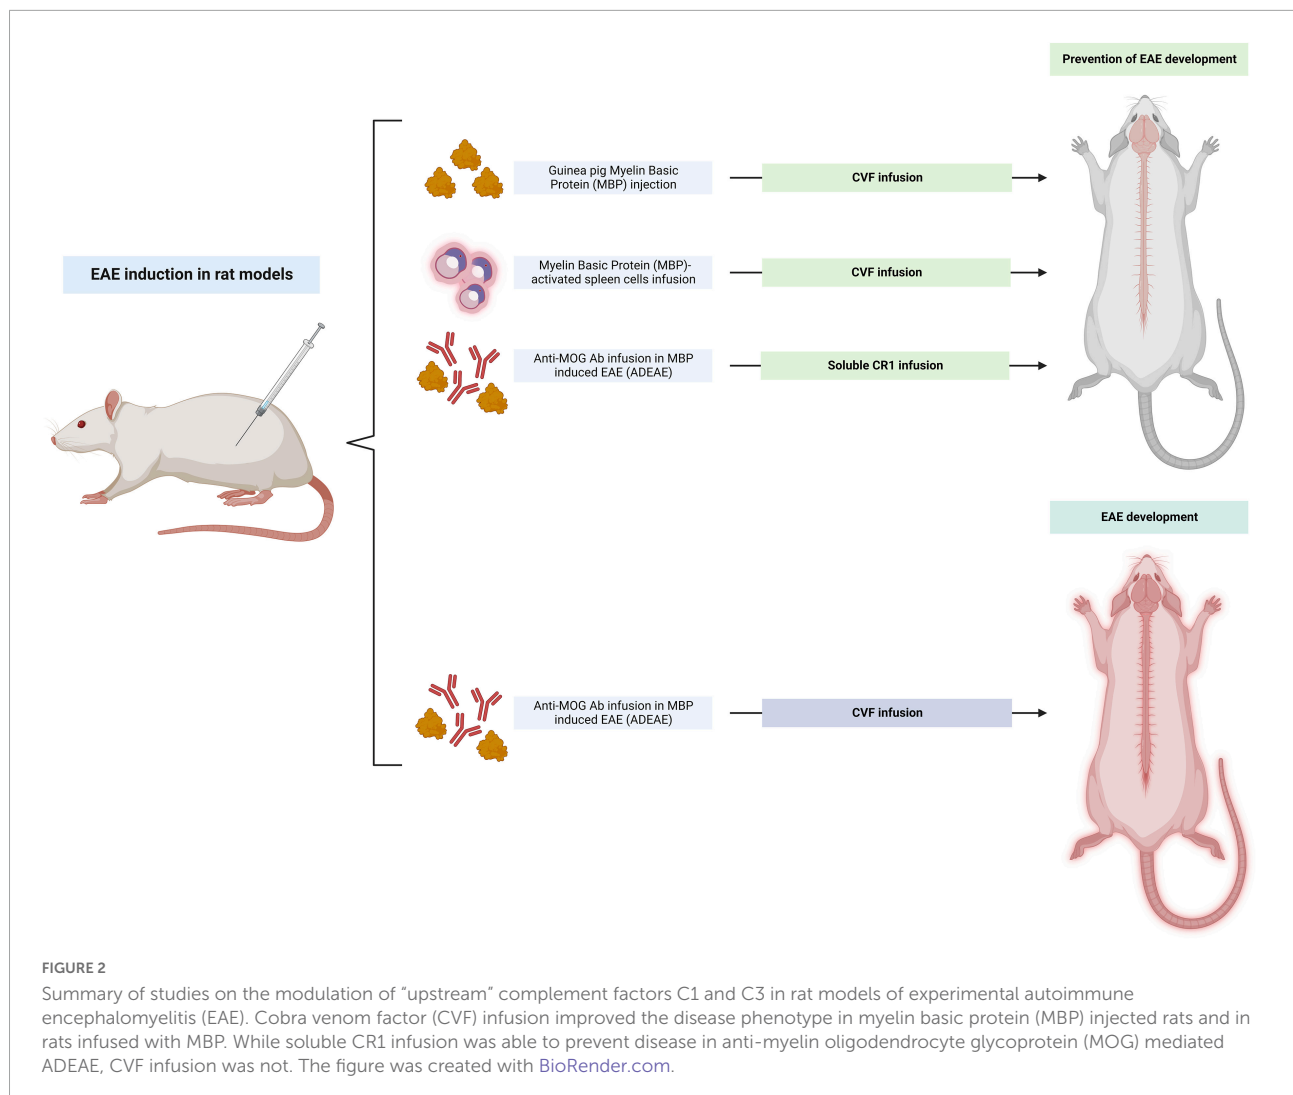 Prevention of EAE development
Guinea pig Myelin Basic
Protein (MBP) injection
CVF infusion
EAE induction in rat models
Myelin Basic Protein (MBP)-
activated spleen cells infusion
CVF infusion
Anti-MOG Ab infusion in MBP
induced EAE (ADEAE)
Soluble CR1 infusion
EAE development
Anti-MOG Ab infusion in MBP
induced EAE (ADEAE)
CVF infusion
FIGURE 2
Summary of studies on the modulation of “upstream” complement factors C1 and C3 in rat models of experimental autoimmune
encephalomyelitis (EAE). Cobra venom factor (CVF) infusion improved the disease phenotype in myelin basic protein (MBP) injected rats and in
rats infused with MBP. While soluble CR1 infusion was able to prevent disease in anti-myelin oligodendrocyte glycoprotein (MOG) mediated
ADEAE, CVF infusion was not. The figure was created with BioRender.com.